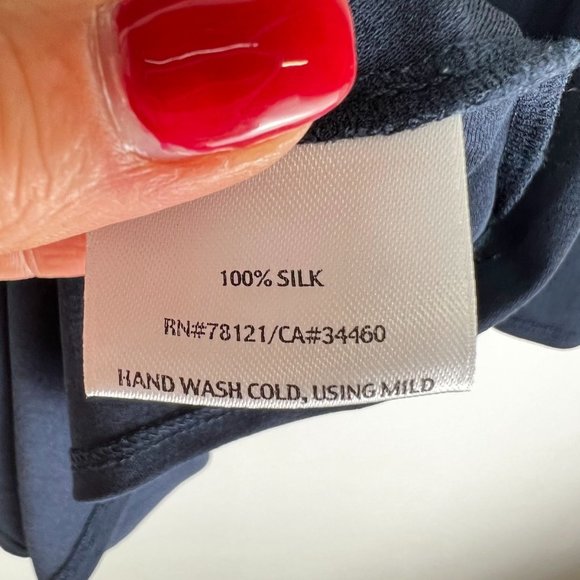 100% SILK
RN#78121/CA#34460
HAND WASH COLD, USING MILD